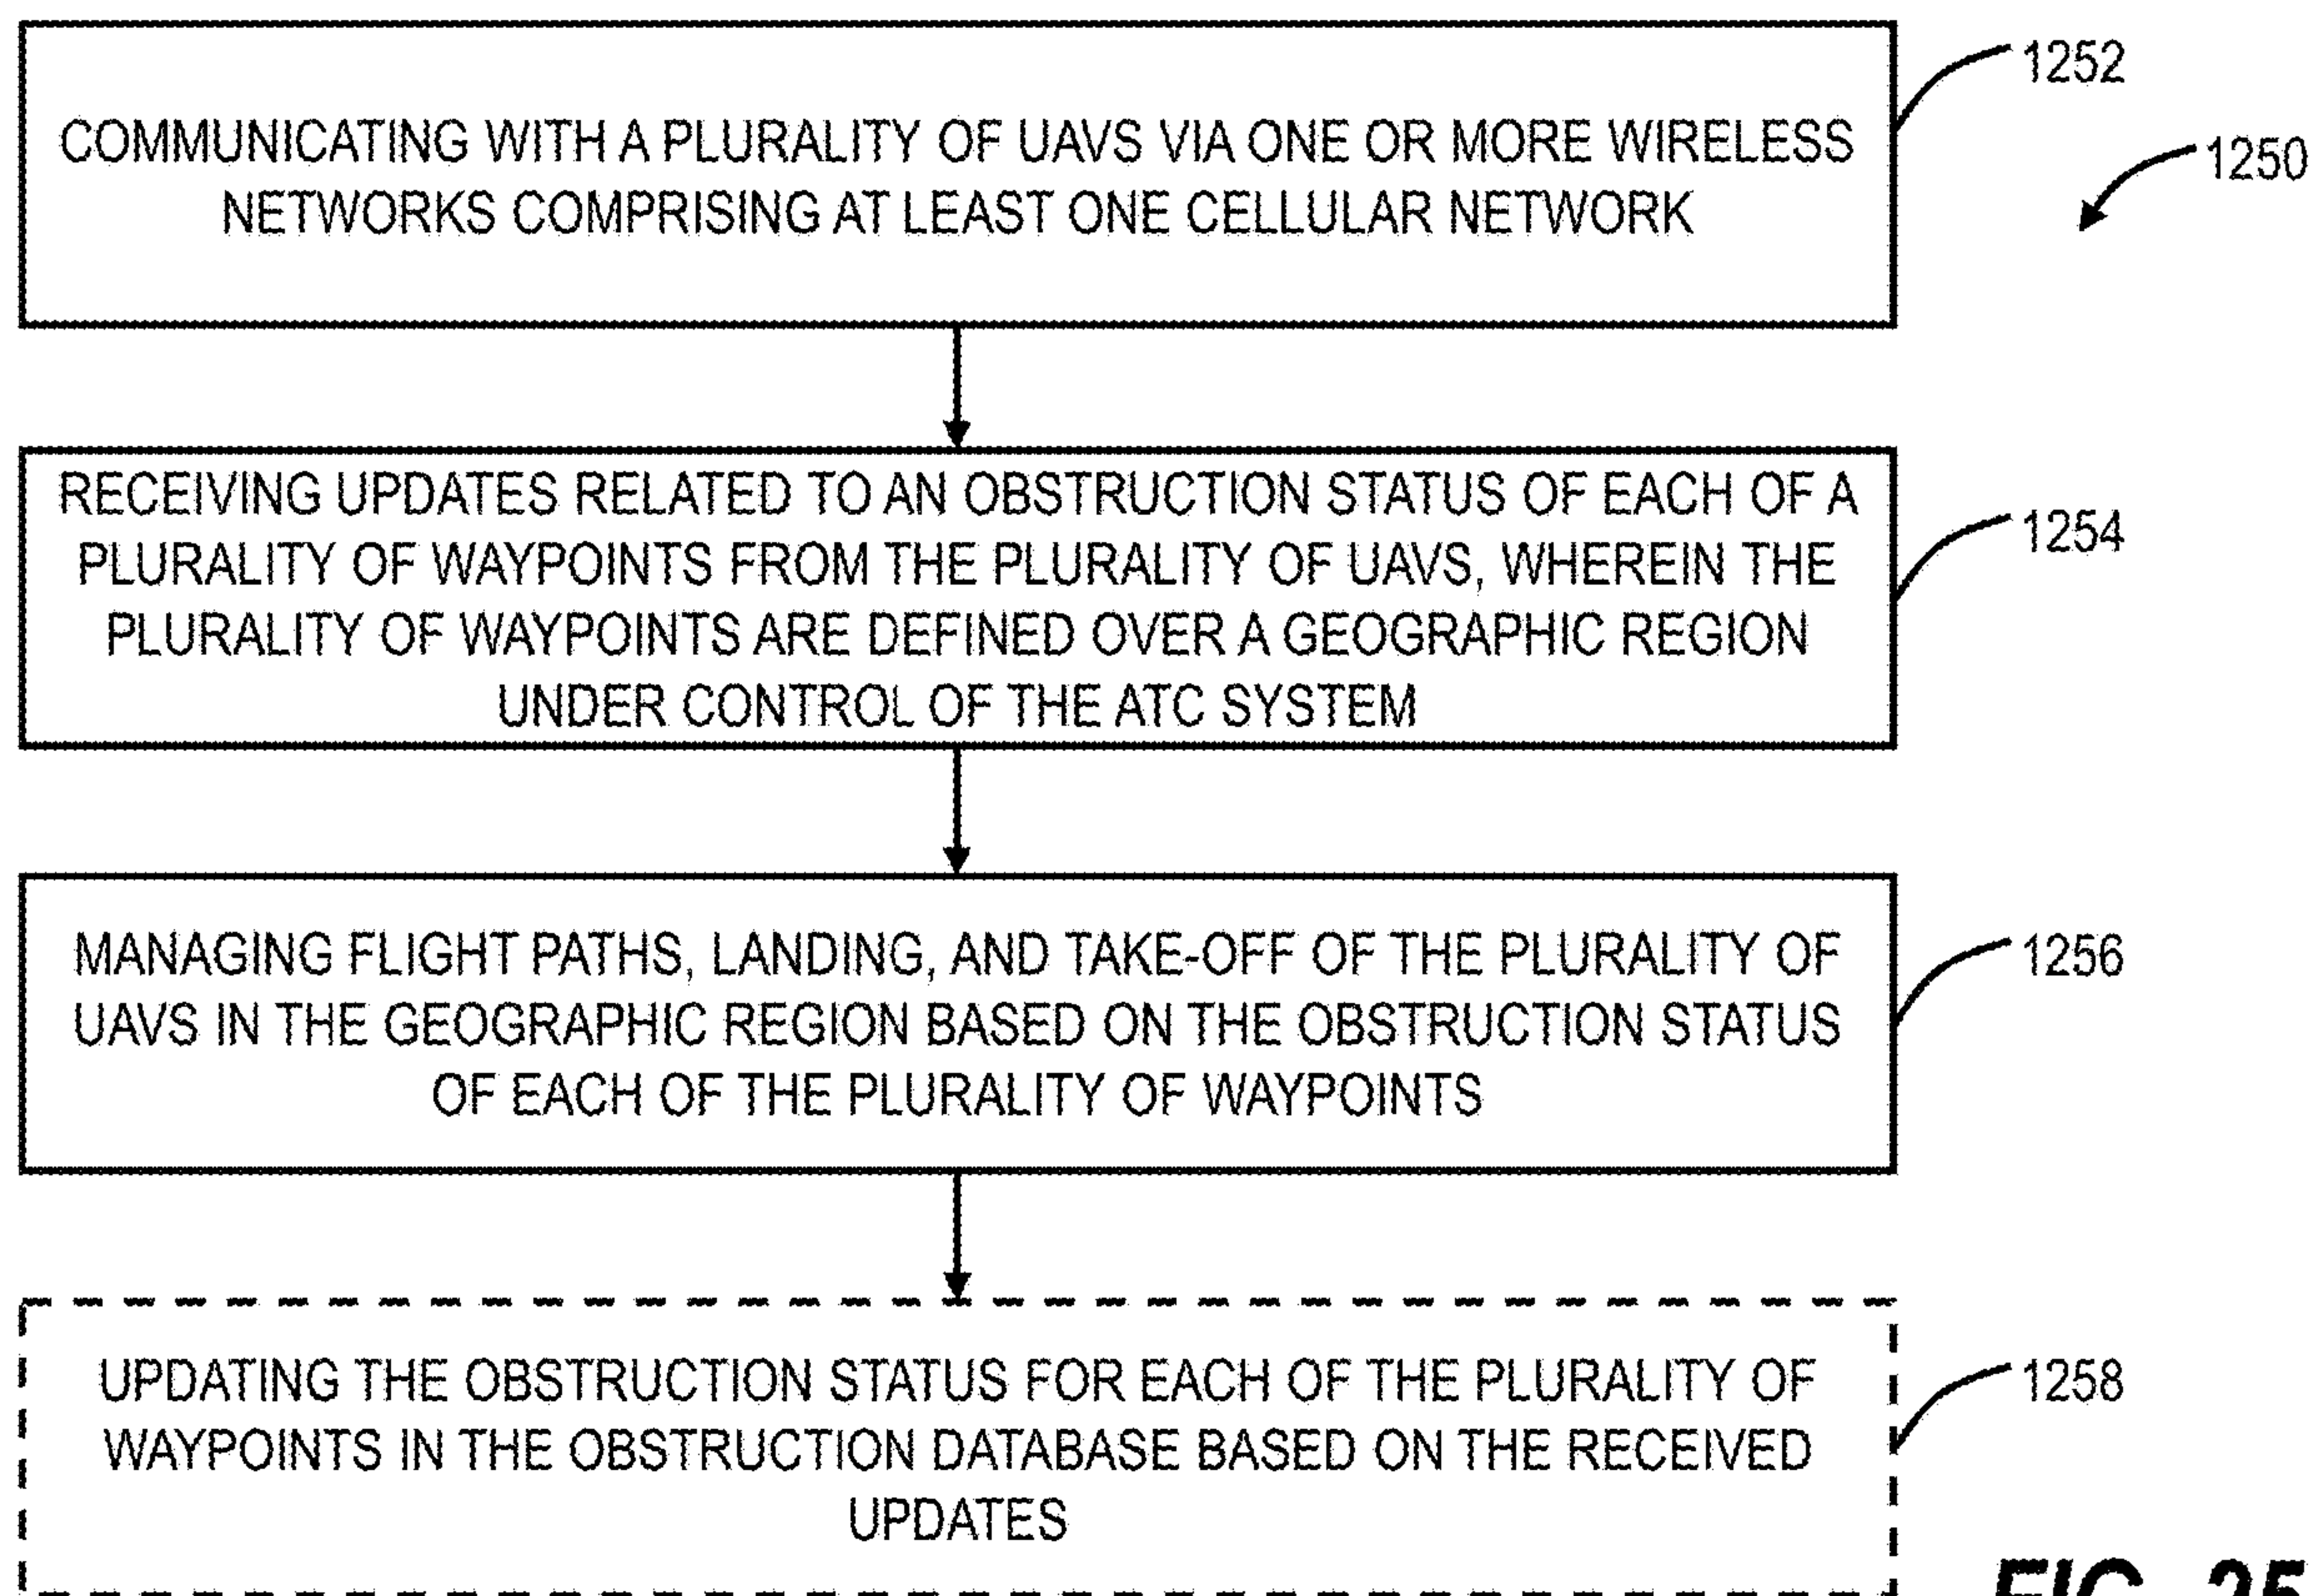 COMMUNICATING WITH A PLURALITY OF UAVS VIA ONE OR MORE WIRELESS
NETWORKS COMPRISING AT LEAST ONE CELLULAR NETWORK
1252
1250
RECEIVING UPDATES RELATED TO AN OBSTRUCTION STATUS OF EACH OF A
PLURALITY OF WAYPOINTS FROM THE PLURALITY OF UAVS, WHEREIN THE
PLURALITY OF WAYPOINTS ARE DEFINED OVER A GEOGRAPHIC REGION
UNDER CONTROL OF THE ATC SYSTEM
1254
MANAGING FLIGHT PATHS, LANDING, AND TAKE-OFF OF THE PLURALITY OF
UAVS IN THE GEOGRAPHIC REGION BASED ON THE OBSTRUCTION STATUS
OF EACH OF THE PLURALITY OF WAYPOINTS
1256
UPDATING THE OBSTRUCTION STATUS FOR EACH OF THE PLURALITY OF
WAYPOINTS IN THE OBSTRUCTION DATABASE BASED ON THE RECEIVED
UPDATES
1258
FIG. 25